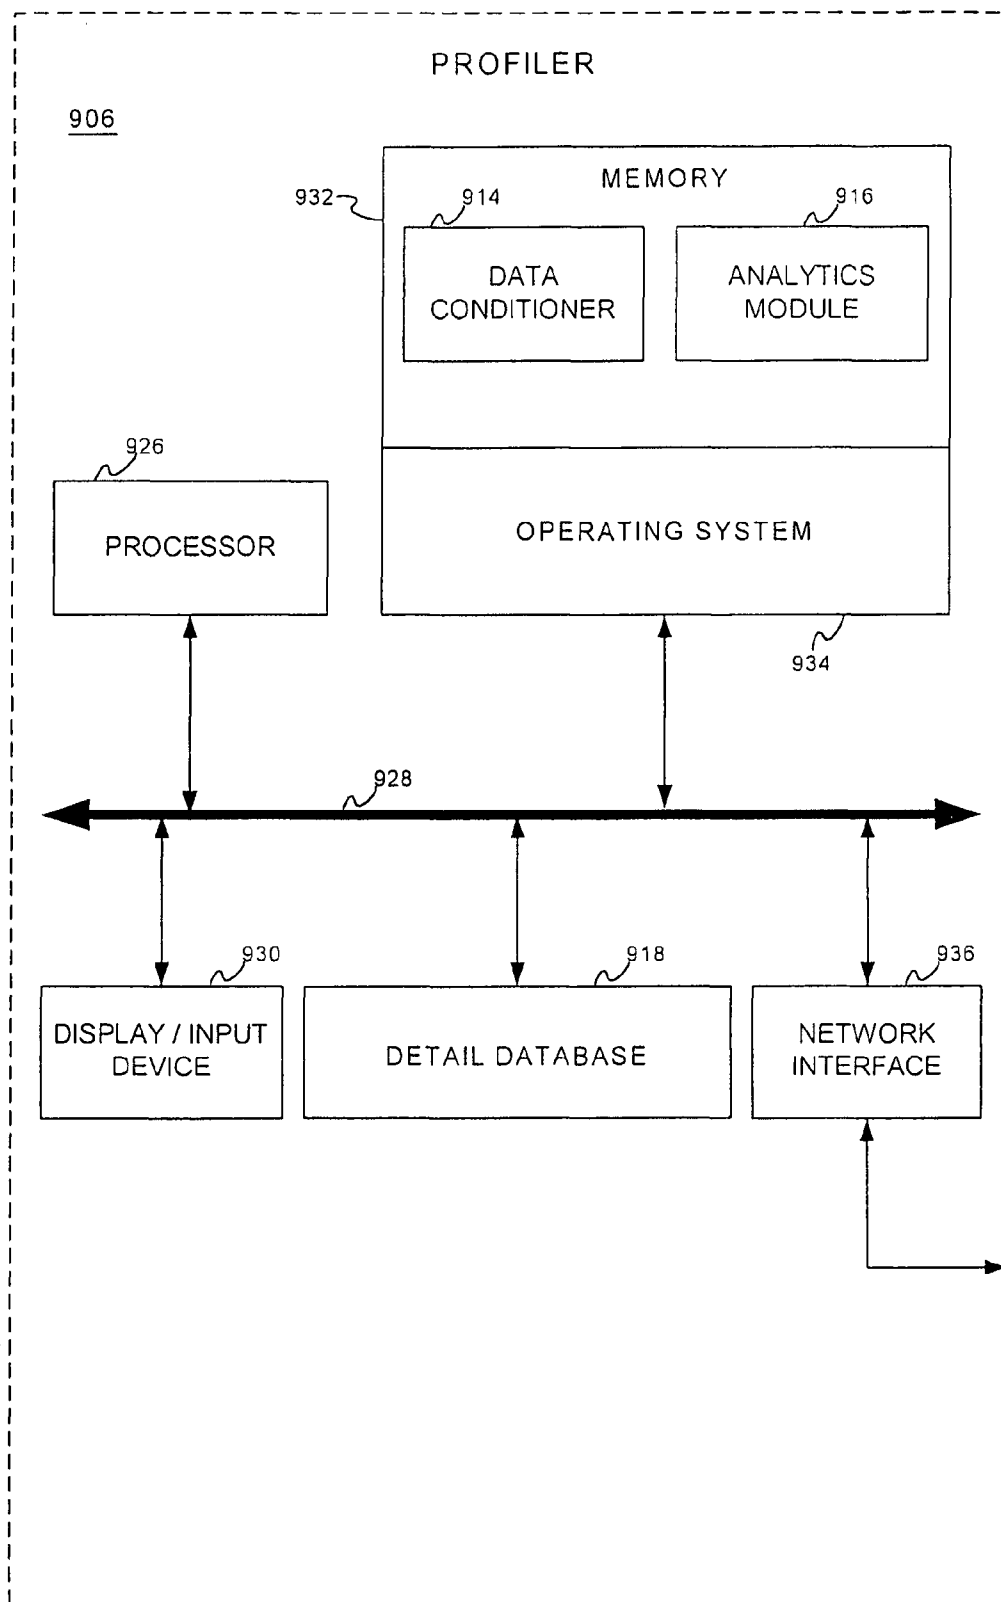 PROFILER
906
MEMORY
932
914
916
DATA
CONDITIONER
ANALYTICS
MODULE
926
PROCESSOR
OPERATING SYSTEM
934
928
930
918
936
DISPLAY / INPUT
DEVICE
DETAIL DATABASE
NETWORK
INTERFACE